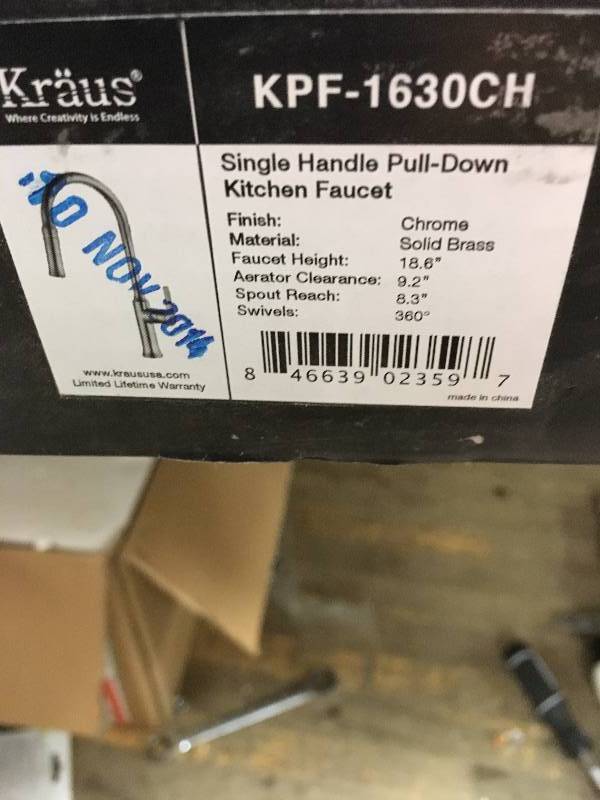 Kräus®
Where Creativity is Endless
KPF-1630CH
Single Handle Pull-Down
Kitchen Faucet
Finish: Chrome
Material: Solid Brass
Faucet Height: 18.6"
Aerator Clearance: 9.2"
Spout Reach: 8.3"
Swivels: 360°
10 NOV 2014
www.kraususa.com
Limited Lifetime Warranty
8 46639 02359 7
made in china